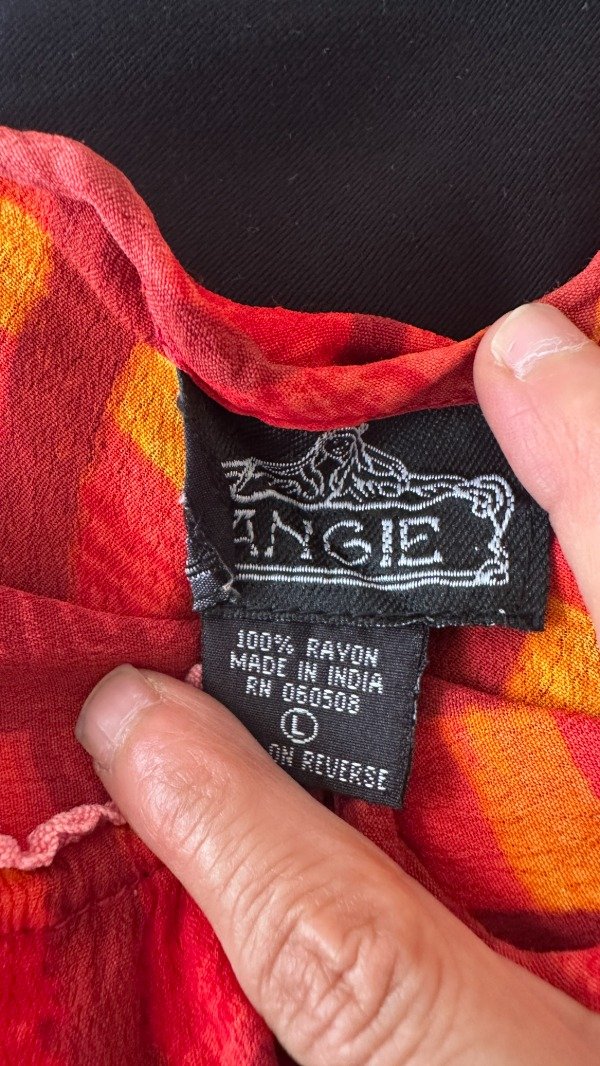 ANGIE
100% RAYON
MADE IN INDIA
RN 060508
L
ON REVERSE